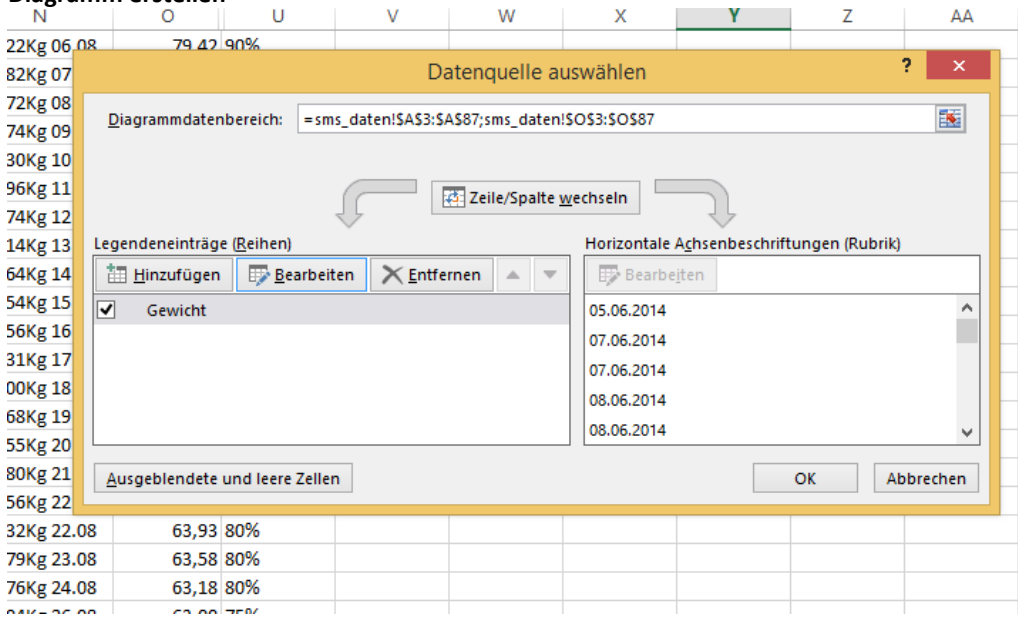 N O U V W X Y Z AA
22Kg 06.08 79,42 90%
82Kg 07
Datenquelle auswählen ? ×
72Kg 08
Diagrammdatenbereich: =sms_daten!$A$3:$A$87;sms_daten!$O$3:$O$87
74Kg 09
30Kg 10
96Kg 11
Zeile/Spalte wechseln
74Kg 12
14Kg 13
Legendeneinträge (Reihen) Horizontale Achsenbeschriftungen (Rubrik)
64Kg 14
Hinzufügen Bearbeiten Entfernen Bearbeiten
54Kg 15
Gewicht 05.06.2014
56Kg 16
07.06.2014
31Kg 17
07.06.2014
00Kg 18
08.06.2014
68Kg 19
08.06.2014
55Kg 20
80Kg 21
Ausgeblendete und leere Zellen OK Abbrechen
56Kg 22
32Kg 22.08 63,93 80%
79Kg 23.08 63,58 80%
76Kg 24.08 63,18 80%